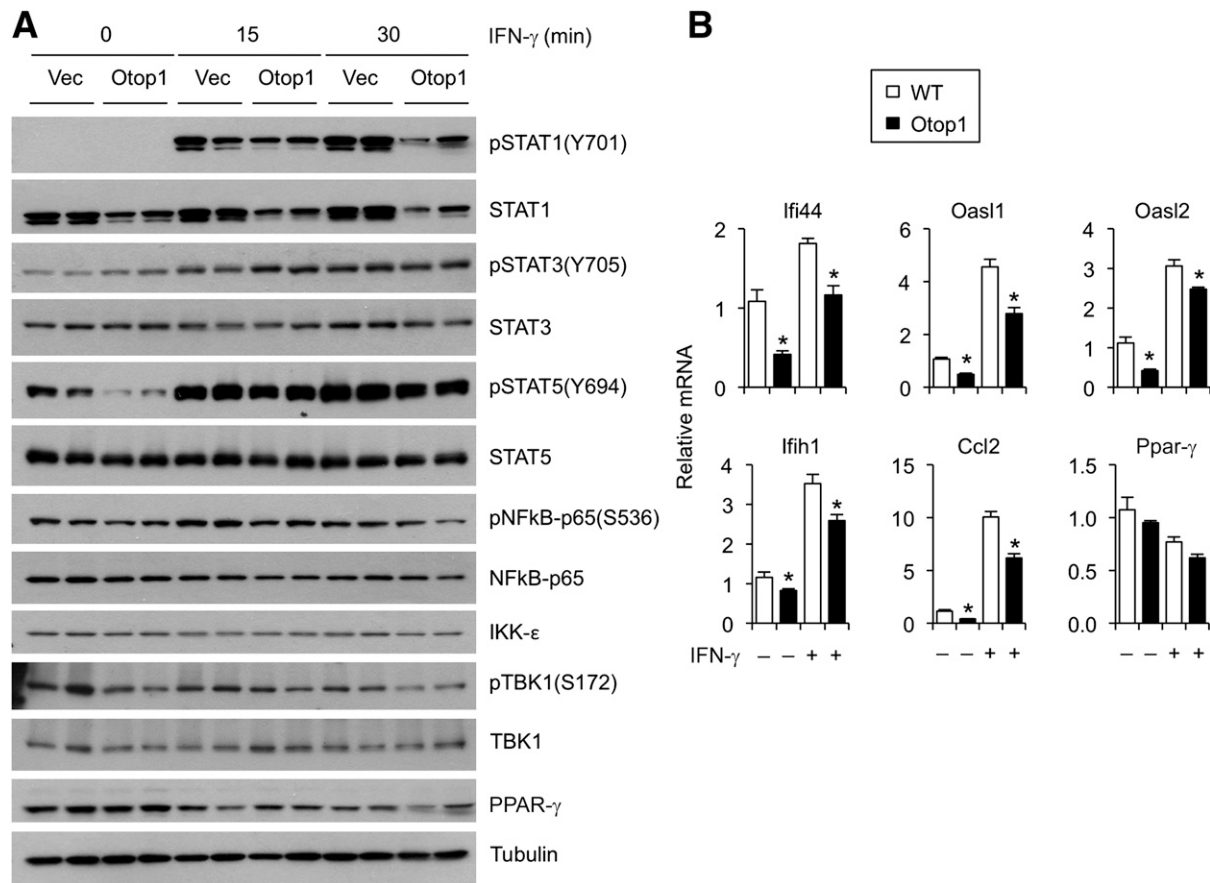 A
0 15 30 IFN-γ (min)
Vec Otop1 Vec Otop1 Vec Otop1
pSTAT1(Y701)
STAT1
pSTAT3(Y705)
STAT3
pSTAT5(Y694)
STAT5
pNFkB-p65(S536)
NFkB-p65
IKK-ε
pTBK1(S172)
TBK1
PPAR-γ
Tubulin
B
WT
Otop1
Relative mRNA
Ifi44
2
1
0
*
*
Oasl1
6
4
2
0
*
*
Oasl2
4
3
2
1
0
*
*
Ifih1
4
3
2
1
0
*
*
Ccl2
15
10
5
0
*
*
Ppar-γ
1.5
1.0
0.5
0.0
IFN-γ – – + + – – + + – – + +